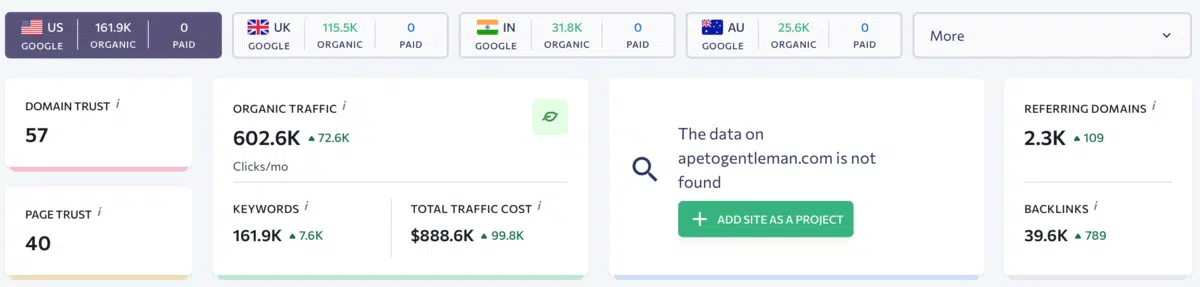 US 161.9K 0
GOOGLE ORGANIC PAID
UK 115.5K 0
GOOGLE ORGANIC PAID
IN 31.8K 0
GOOGLE ORGANIC PAID
AU 25.6K 0
GOOGLE ORGANIC PAID
More
DOMAIN TRUST i
57
PAGE TRUST i
40
ORGANIC TRAFFIC i
602.6K ▲ 72.6K
Clicks/mo
KEYWORDS i
161.9K ▲ 7.6K
TOTAL TRAFFIC COST i
$888.6K ▲ 99.8K
The data on
apetogentleman.com is not
found
+ ADD SITE AS A PROJECT
REFERRING DOMAINS i
2.3K ▲ 109
BACKLINKS i
39.6K ▲ 789